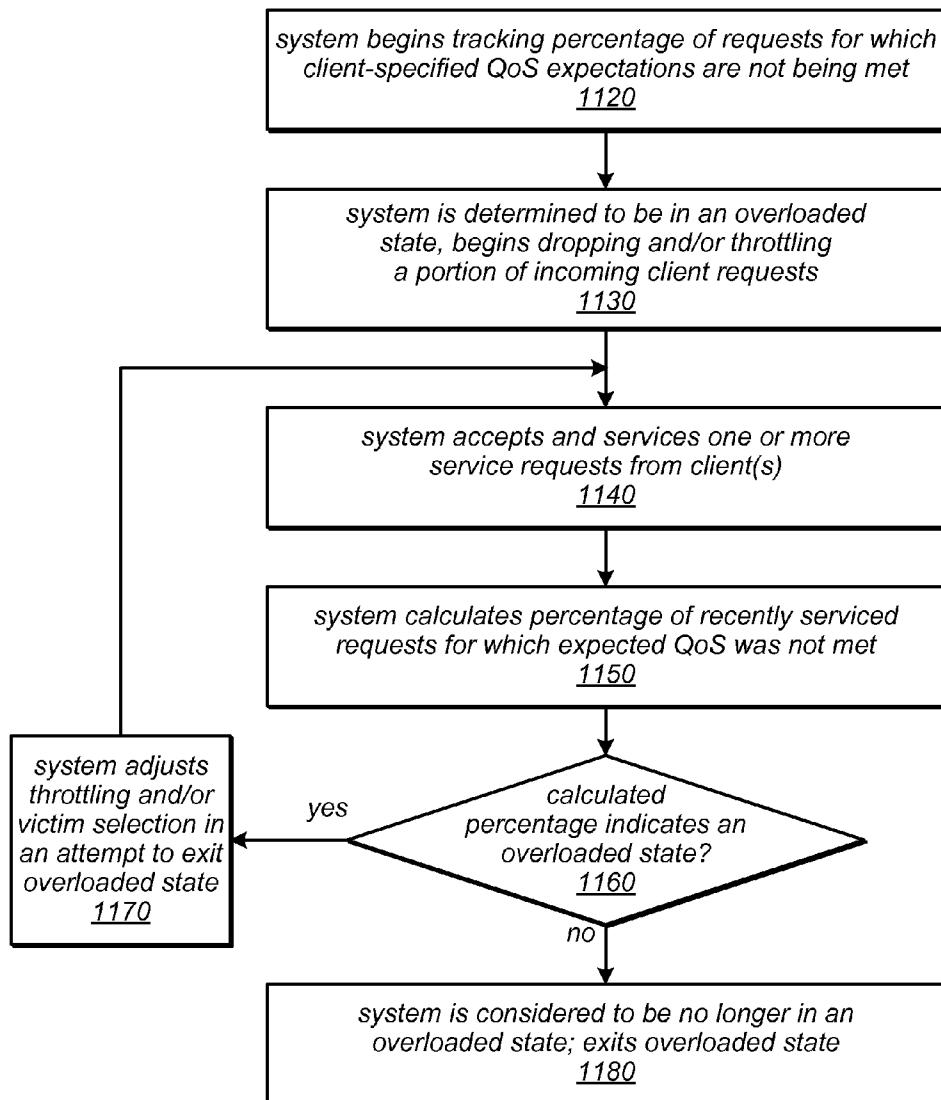 system begins tracking percentage of requests for which
client-specified QoS expectations are not being met
1120
system is determined to be in an overloaded
state, begins dropping and/or throttling
a portion of incoming client requests
1130
system accepts and services one or more
service requests from client(s)
1140
system calculates percentage of recently serviced
requests for which expected QoS was not met
1150
calculated
percentage indicates an
overloaded state?
1160
yes
system adjusts
throttling and/or
victim selection in
an attempt to exit
overloaded state
1170
no
system is considered to be no longer in an
overloaded state; exits overloaded state
1180